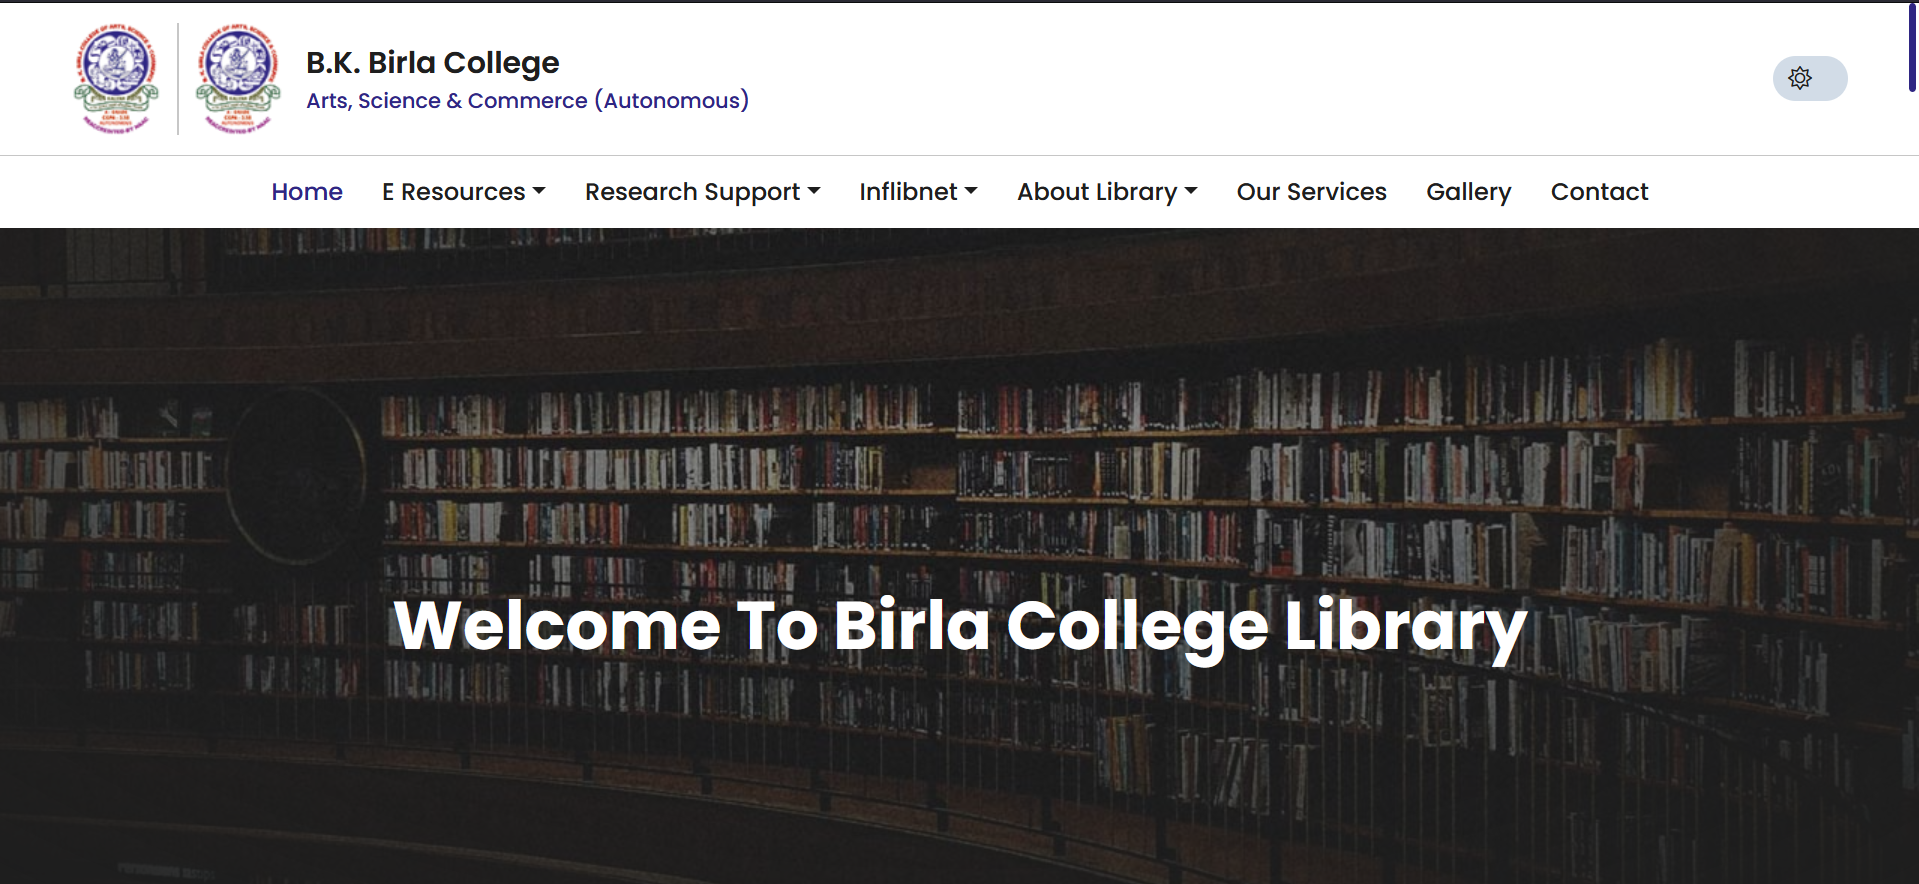 B.K. Birla College
Arts, Science & Commerce (Autonomous)
Home E Resources Research Support Inflibnet About Library Our Services Gallery Contact
Welcome To Birla College Library